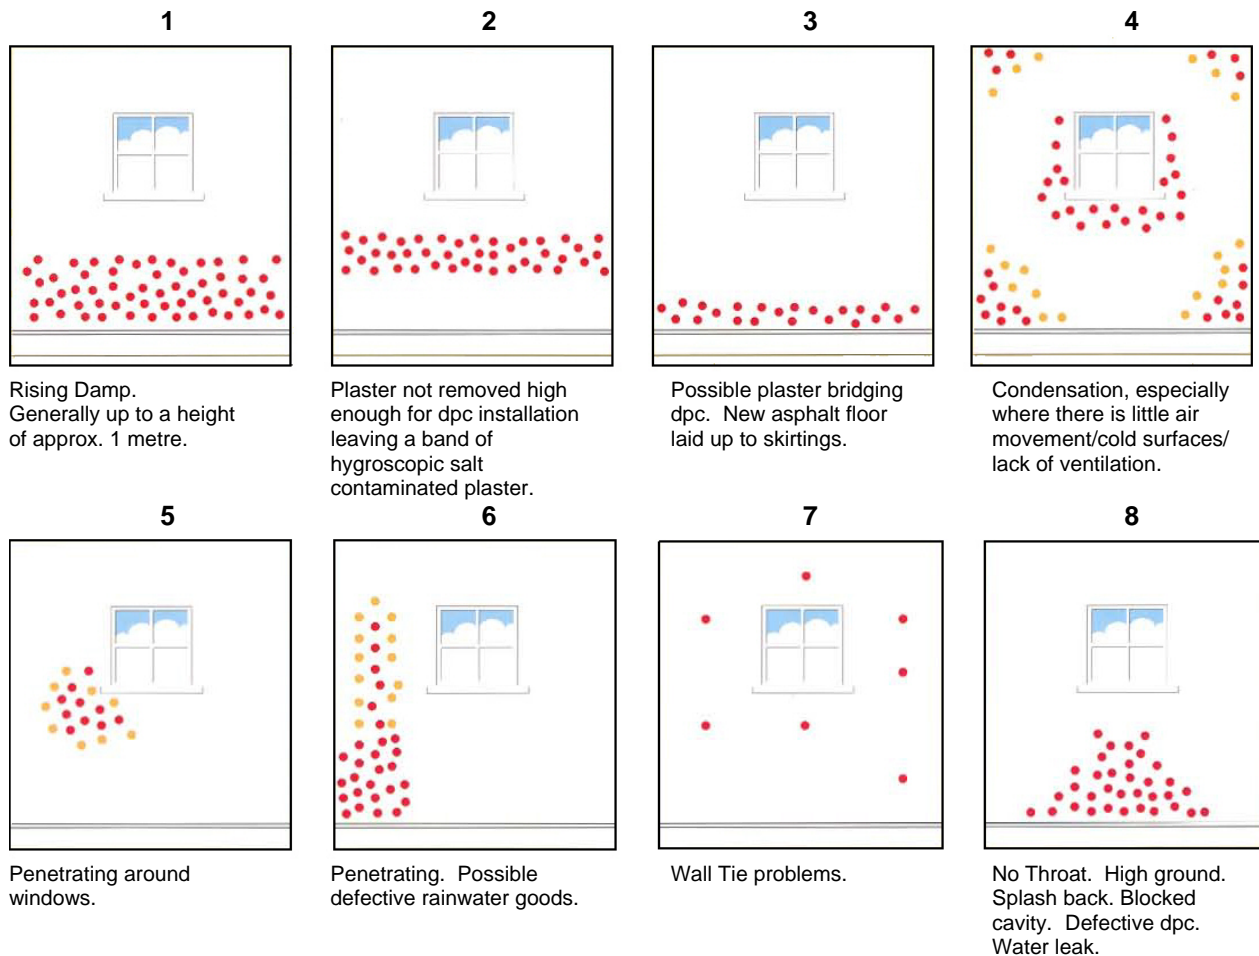 1
2
3
4
Rising Damp.
Generally up to a height
of approx. 1 metre.
Plaster not removed high
enough for dpc installation
leaving a band of
hygroscopic salt
contaminated plaster.
Possible plaster bridging
dpc.  New asphalt floor
laid up to skirtings.
Condensation, especially
where there is little air
movement/cold surfaces/
lack of ventilation.
5
6
7
8
Penetrating around
windows.
Penetrating.  Possible
defective rainwater goods.
Wall Tie problems.
No Throat.  High ground.
Splash back. Blocked
cavity.  Defective dpc.
Water leak.